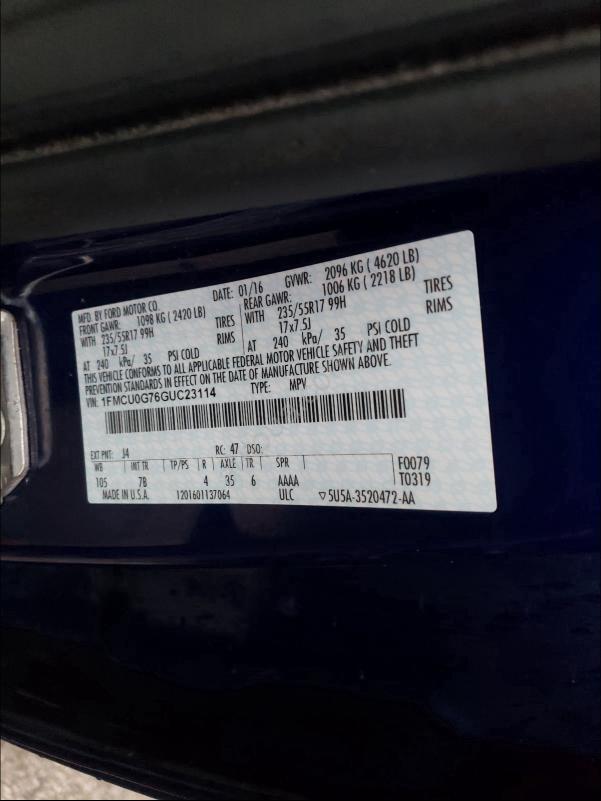 MFD. BY FORD MOTOR CO. DATE: 01/16 GVWR: 2096 KG ( 4620 LB)
FRONT GAWR: 1098 KG ( 2420 LB) REAR GAWR: 1006 KG ( 2218 LB)
WITH 235/55R17 99H TIRES WITH 235/55R17 99H TIRES
17x7.5J RIMS 17x7.5J RIMS
AT 240 kPa/ 35 PSI COLD AT 240 kPa/ 35 PSI COLD
THIS VEHICLE CONFORMS TO ALL APPLICABLE FEDERAL MOTOR VEHICLE SAFETY AND THEFT
PREVENTION STANDARDS IN EFFECT ON THE DATE OF MANUFACTURE SHOWN ABOVE.
VIN: 1FMCU0G76GUC23114 TYPE: MPV
EXT PNT: J4 RC: 47 DSO: F0079
WB INT TR TP/PS R AXLE TR SPR T0319
105 7B 4 35 6 AAAA
MADE IN U.S.A. 1201601137064 ULC ▽5U5A-3520472-AA